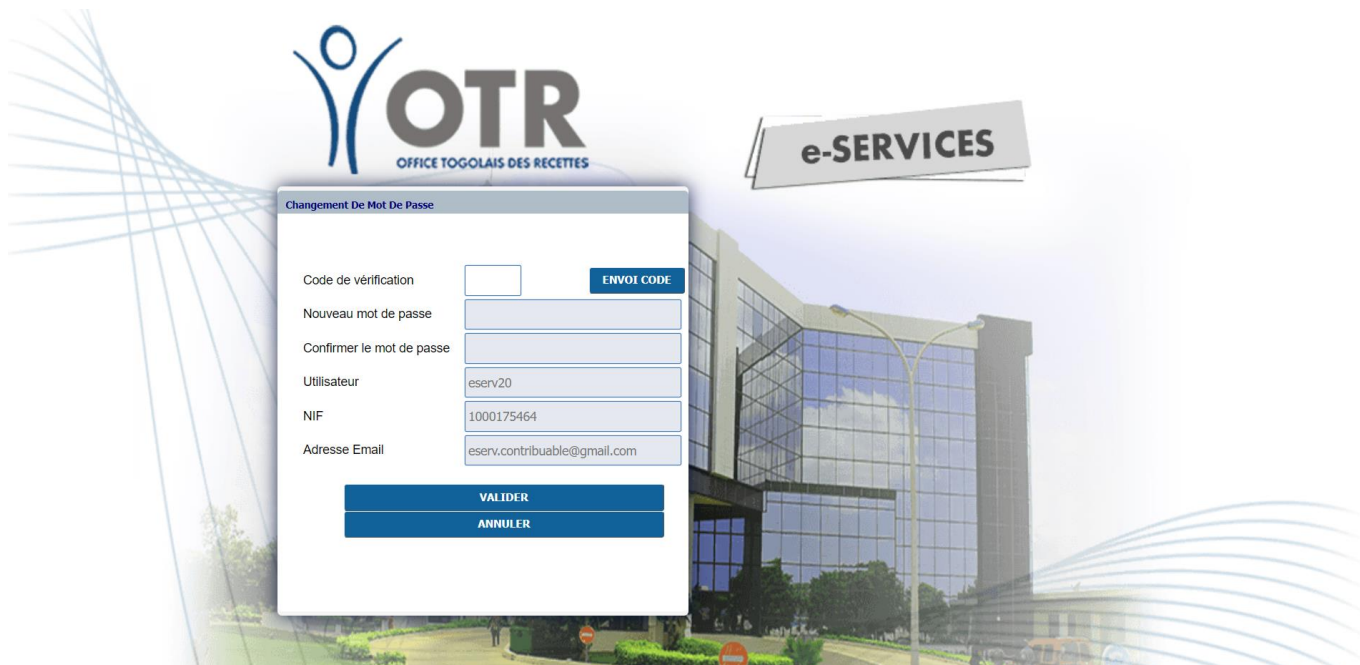 OTR
OFFICE TOGOLAIS DES RECETTES
e-SERVICES
Changement De Mot De Passe
Code de vérification
ENVOI CODE
Nouveau mot de passe
Confirmer le mot de passe
Utilisateur
eserv20
NIF
1000175464
Adresse Email
eserv.contribuable@gmail.com
VALIDER
ANNULER